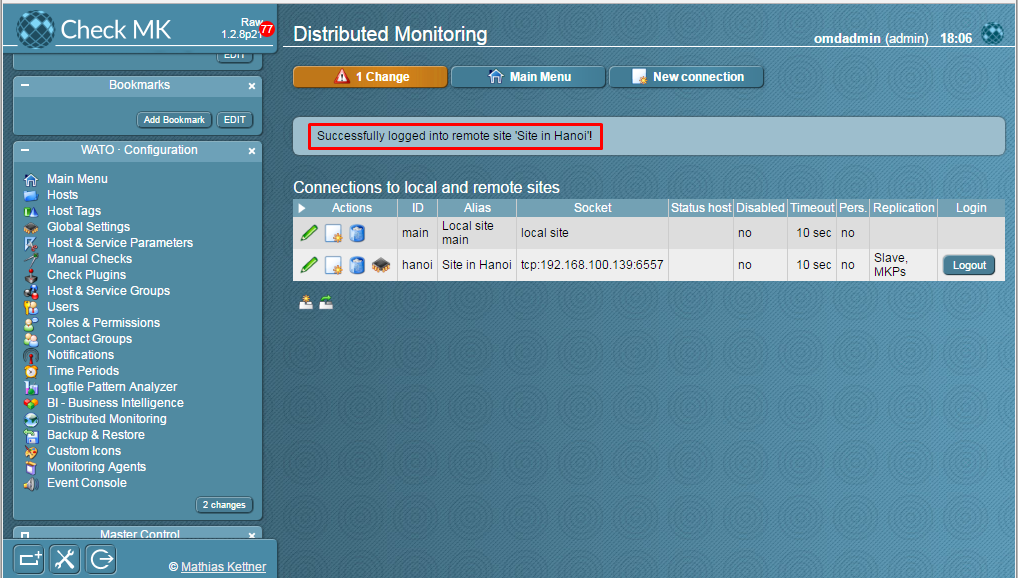 Check MK
Raw
1.2.8p21
77
EDIT
Bookmarks
Add Bookmark
EDIT
WATO · Configuration
Main Menu
Hosts
Host Tags
Global Settings
Host & Service Parameters
Manual Checks
Check Plugins
Host & Service Groups
Users
Roles & Permissions
Contact Groups
Notifications
Time Periods
Logfile Pattern Analyzer
BI - Business Intelligence
Distributed Monitoring
Backup & Restore
Custom Icons
Monitoring Agents
Event Console
2 changes
Master Control
© Mathias Kettner
Distributed Monitoring
omdadmin (admin) 18:06
1 Change
Main Menu
New connection
Successfully logged into remote site 'Site in Hanoi'!
Connections to local and remote sites
Actions ID Alias Socket Status host Disabled Timeout Pers. Replication Login
main Local site main local site no 10 sec no
hanoi Site in Hanoi tcp:192.168.100.139:6557 no 10 sec no Slave, MKPs Logout